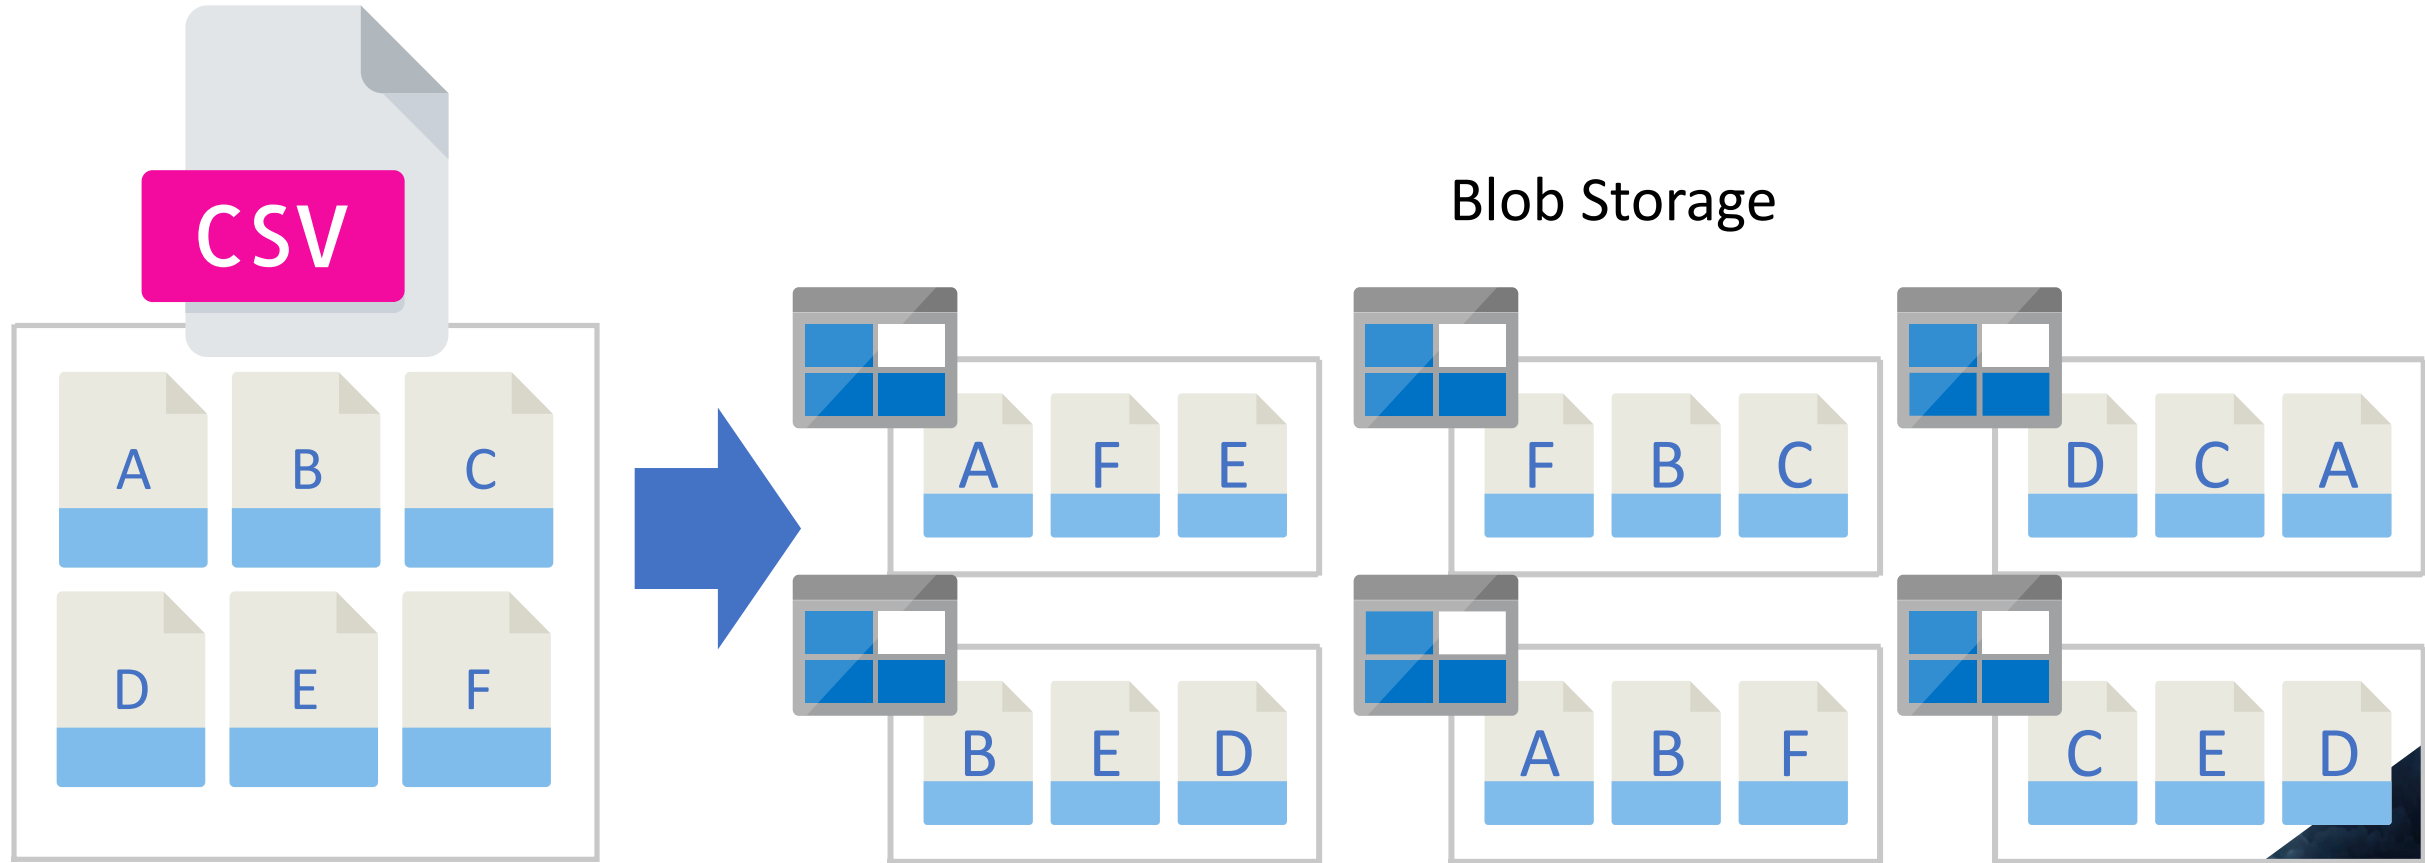 CSV
A B C
D E F
Blob Storage
A F E
F B C
D C A
B E D
A B F
C E D